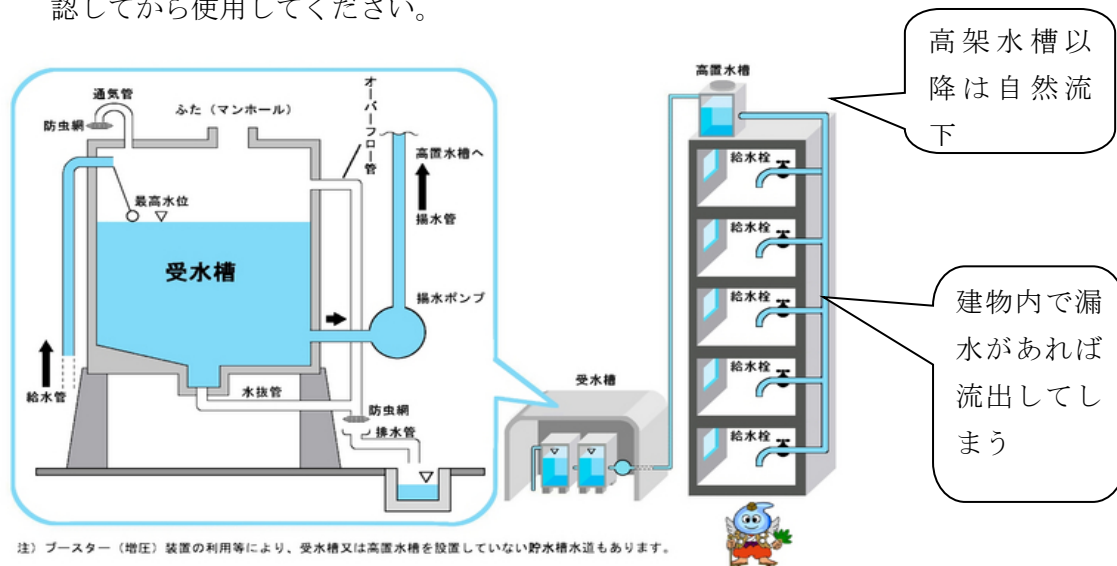 認してからから使用してください。
通気管
ふた（マンホール）
防虫網
オーバーフロー管
高置水槽へ
揚水管
最高水位
受水槽
揚水ポンプ
給水管
水抜管
防虫網
排水管
受水槽
高置水槽
給水栓
給水栓
給水栓
給水栓
給水栓
高架水槽以
降は自然流
下
建物内で漏
水があれば
流出してし
まう
注）ブースター（増圧）装置の利用等により、受水槽又は高置水槽を設置していない貯水槽水道もあります。